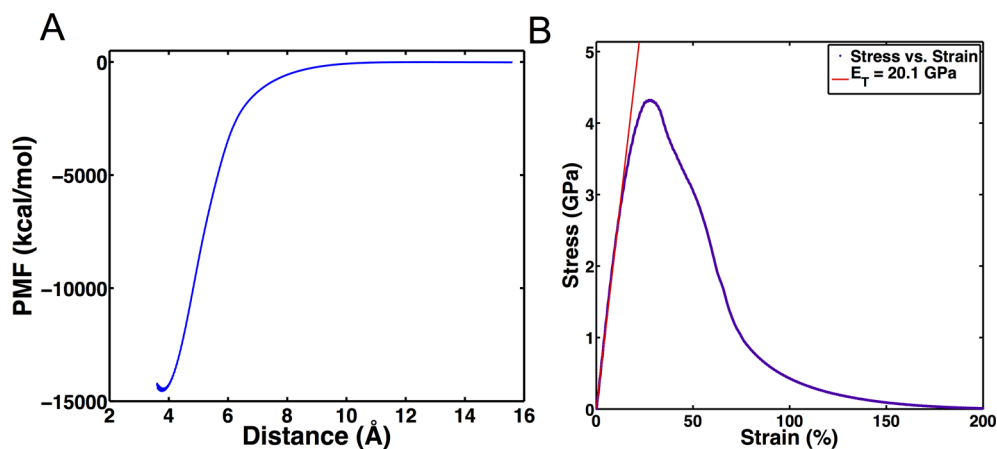 A
0
−5000
−10000
−15000
PMF (kcal/mol)
2
4
6
8
10
12
14
16
Distance (Å)
B
5
4
3
2
1
0
Stress (GPa)
Stress vs. Strain
E_T = 20.1 GPa
0
50
100
150
200
Strain (%)